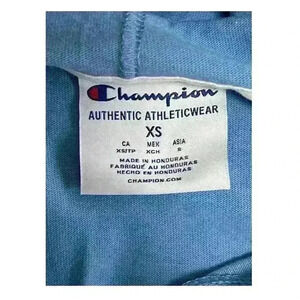 Champion
AUTHENTIC ATHLETICWEAR
XS
CA MEX ASIA
XS/TP XCH S
MADE IN HONDURAS
FABRIQUÉ AU HONDURAS
HECHO EN HONDURAS
CHAMPION.COM